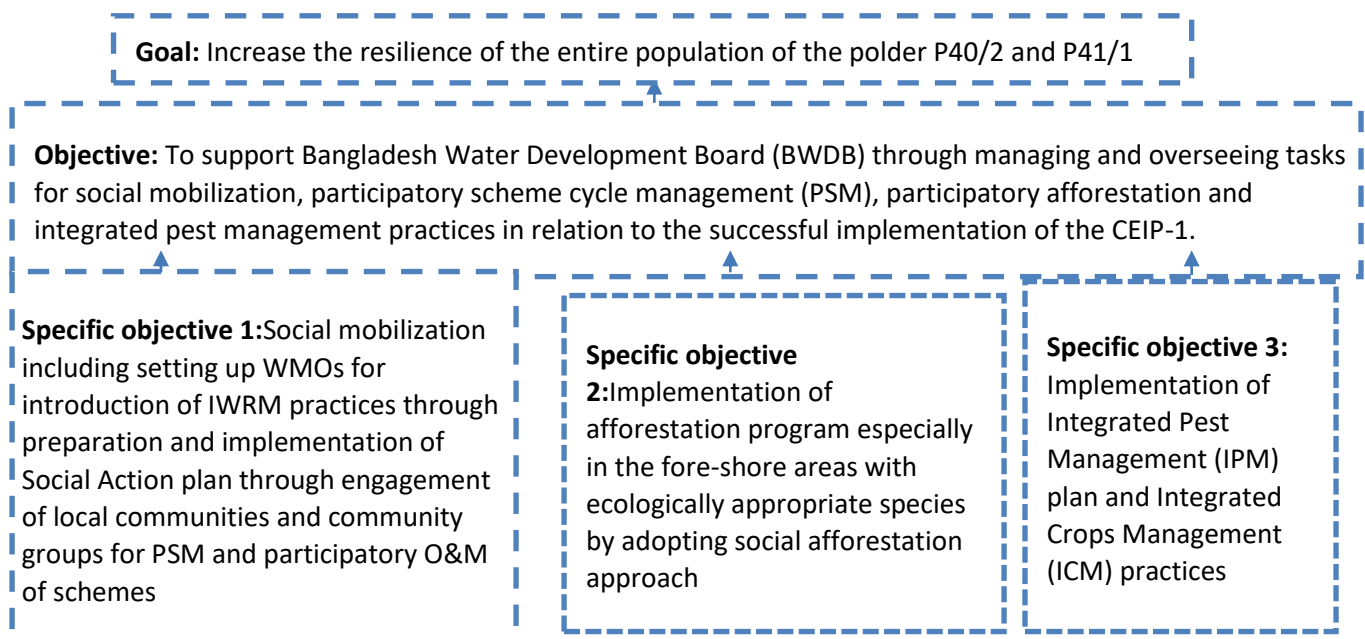 Goal: Increase the resilience of the entire population of the polder P40/2 and P41/1
Objective: To support Bangladesh Water Development Board (BWDB) through managing and overseeing tasks
for social mobilization, participatory scheme cycle management (PSM), participatory afforestation and
integrated pest management practices in relation to the successful implementation of the CEIP-1.
Specific objective 1:Social mobilization
including setting up WMOs for
introduction of IWRM practices through
preparation and implementation of
Social Action plan through engagement
of local communities and community
groups for PSM and participatory O&M
of schemes
Specific objective
2:Implementation of
afforestation program especially
in the fore-shore areas with
ecologically appropriate species
by adopting social afforestation
approach
Specific objective 3:
Implementation of
Integrated Pest
Management (IPM)
plan and Integrated
Crops Management
(ICM) practices